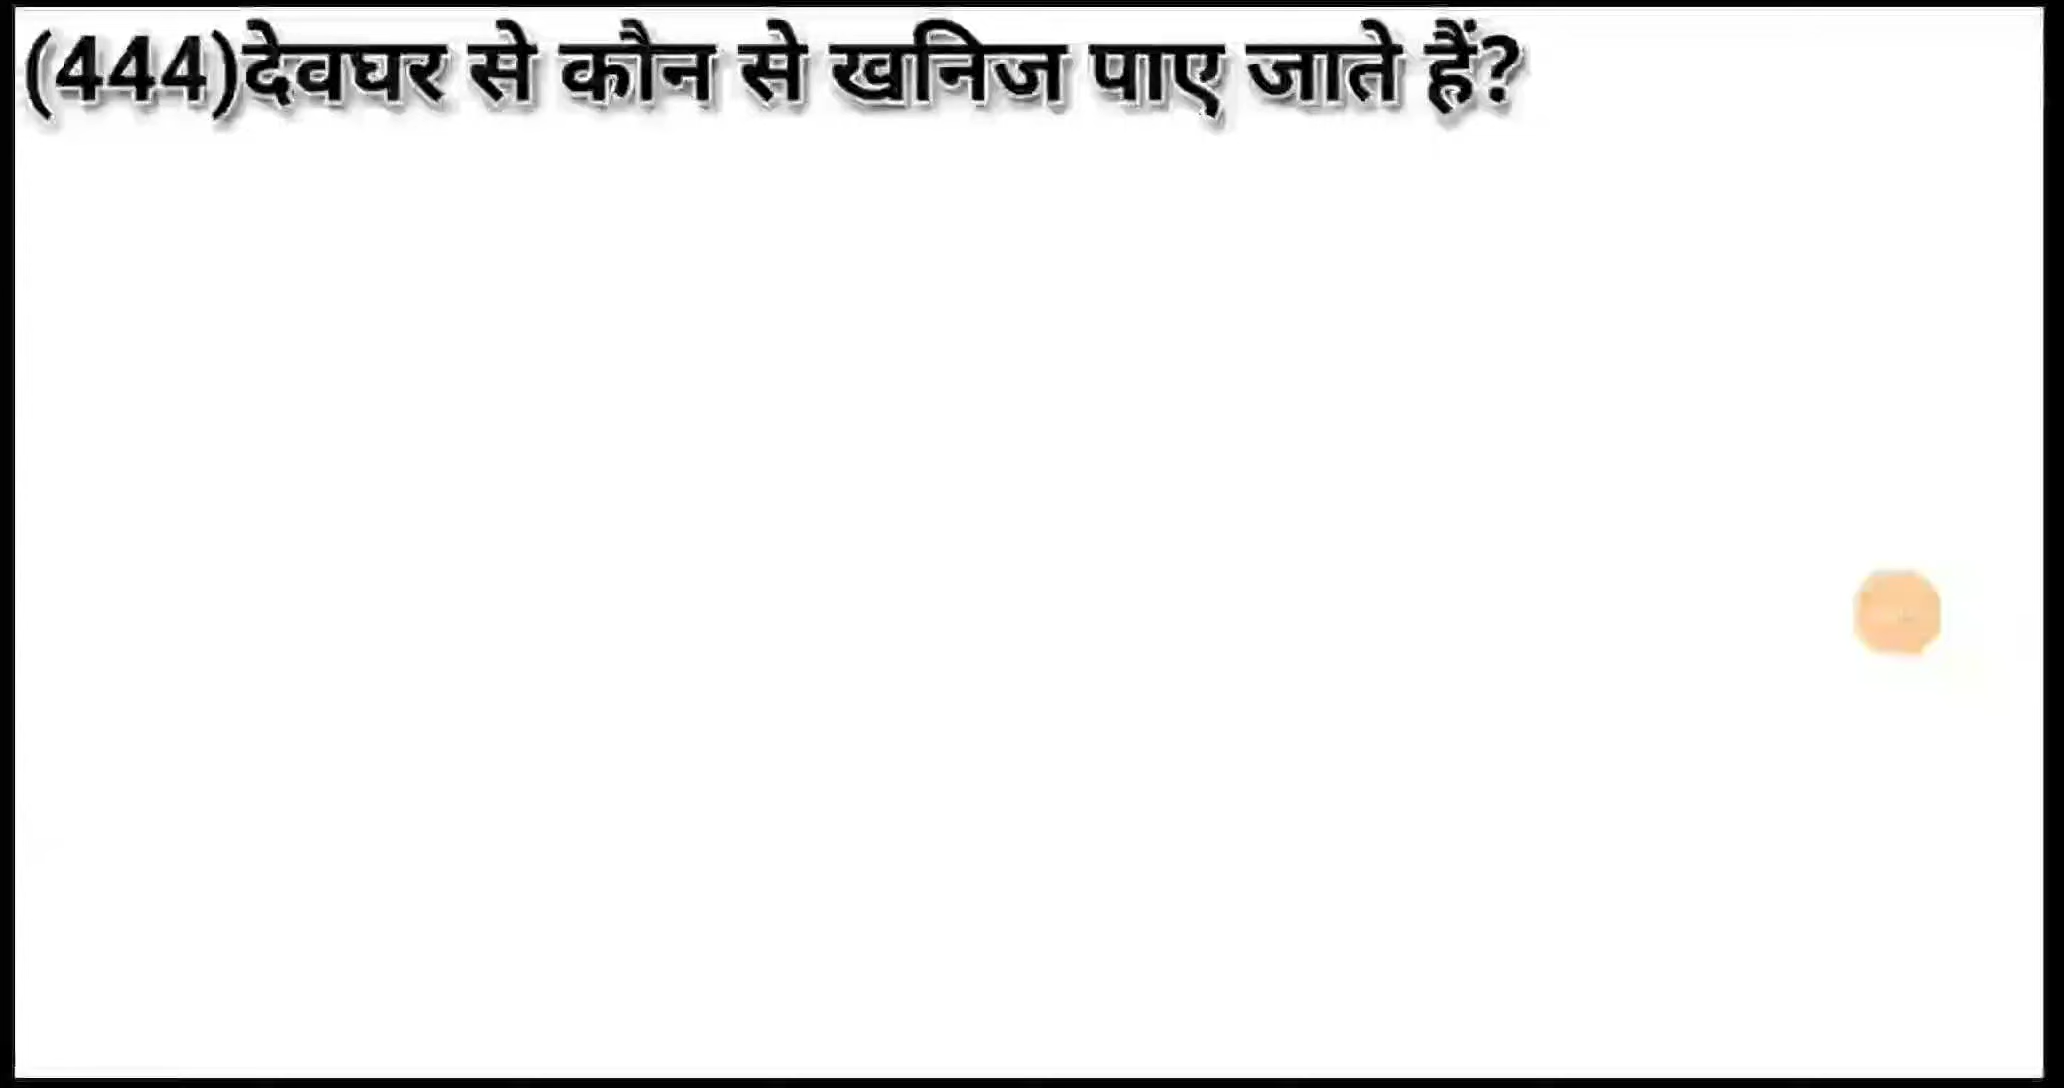 (444)देवघर से कौन से खनिज पाए जाते हैं?